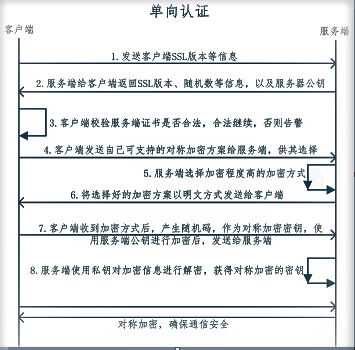 单向认证
客户端
服务端
1.发送客户端SSL版本等信息
2.服务端给客户端返回SSL版本、随机数等信息，以及服务器公钥
3.客户端校验服务端证书是否合法，合法继续，否则告警
4.客户端发送自己可支持的对称加密方案给服务端，供其选择
5.服务端选择加密程度高的加密方式
6.将选择好的加密方案以明文方式发送给客户端
7.客户端收到加密方式后，产生随机码，作为对称加密密钥，使
用服务端公钥进行加密后，发送给服务端
8.服务端使用私钥对加密信息进行解密，获得对称加密的密钥
对称加密，确保通信安全